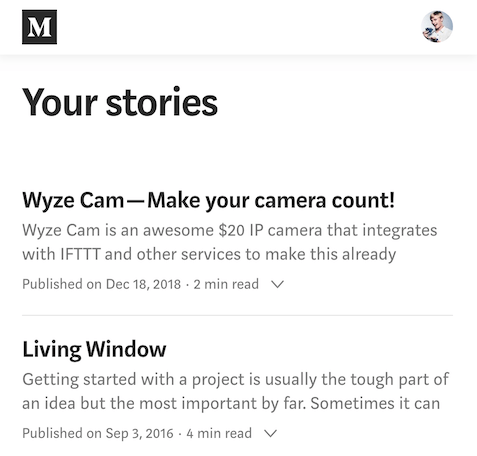 M
Your stories
Wyze Cam—Make your camera count!
Wyze Cam is an awesome $20 IP camera that integrates
with IFTTT and other services to make this already
Published on Dec 18, 2018 · 2 min read
Living Window
Getting started with a project is usually the tough part of
an idea but the most important by far. Sometimes it can
Published on Sep 3, 2016 · 4 min read